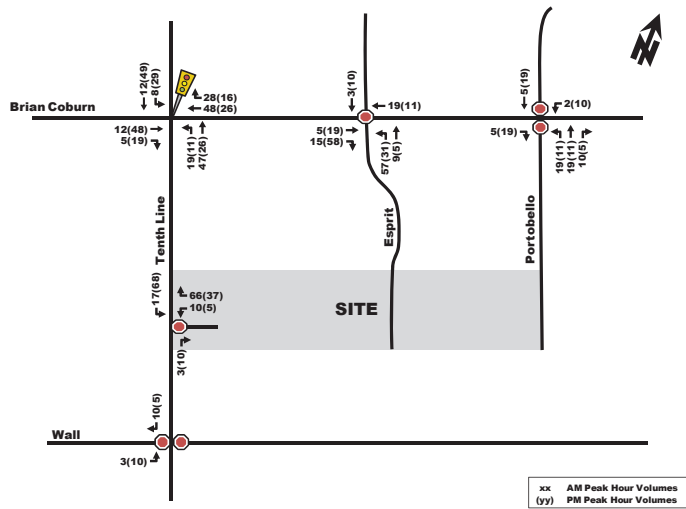 12(49)
8(29)
28(16)
48(26)
Brian Coburn
12(48)
5(19)
19(11)
47(26)
3(10)
19(11)
5(19)
15(58)
57(31)
9(5)
5(19)
2(10)
5(19)
19(11)
19(11)
10(5)
N
Tenth Line
Esprit
Portobello
17(68)
66(37)
10(5)
SITE
3(10)
10(5)
Wall
3(10)
xx AM Peak Hour Volumes
(yy) PM Peak Hour Volumes